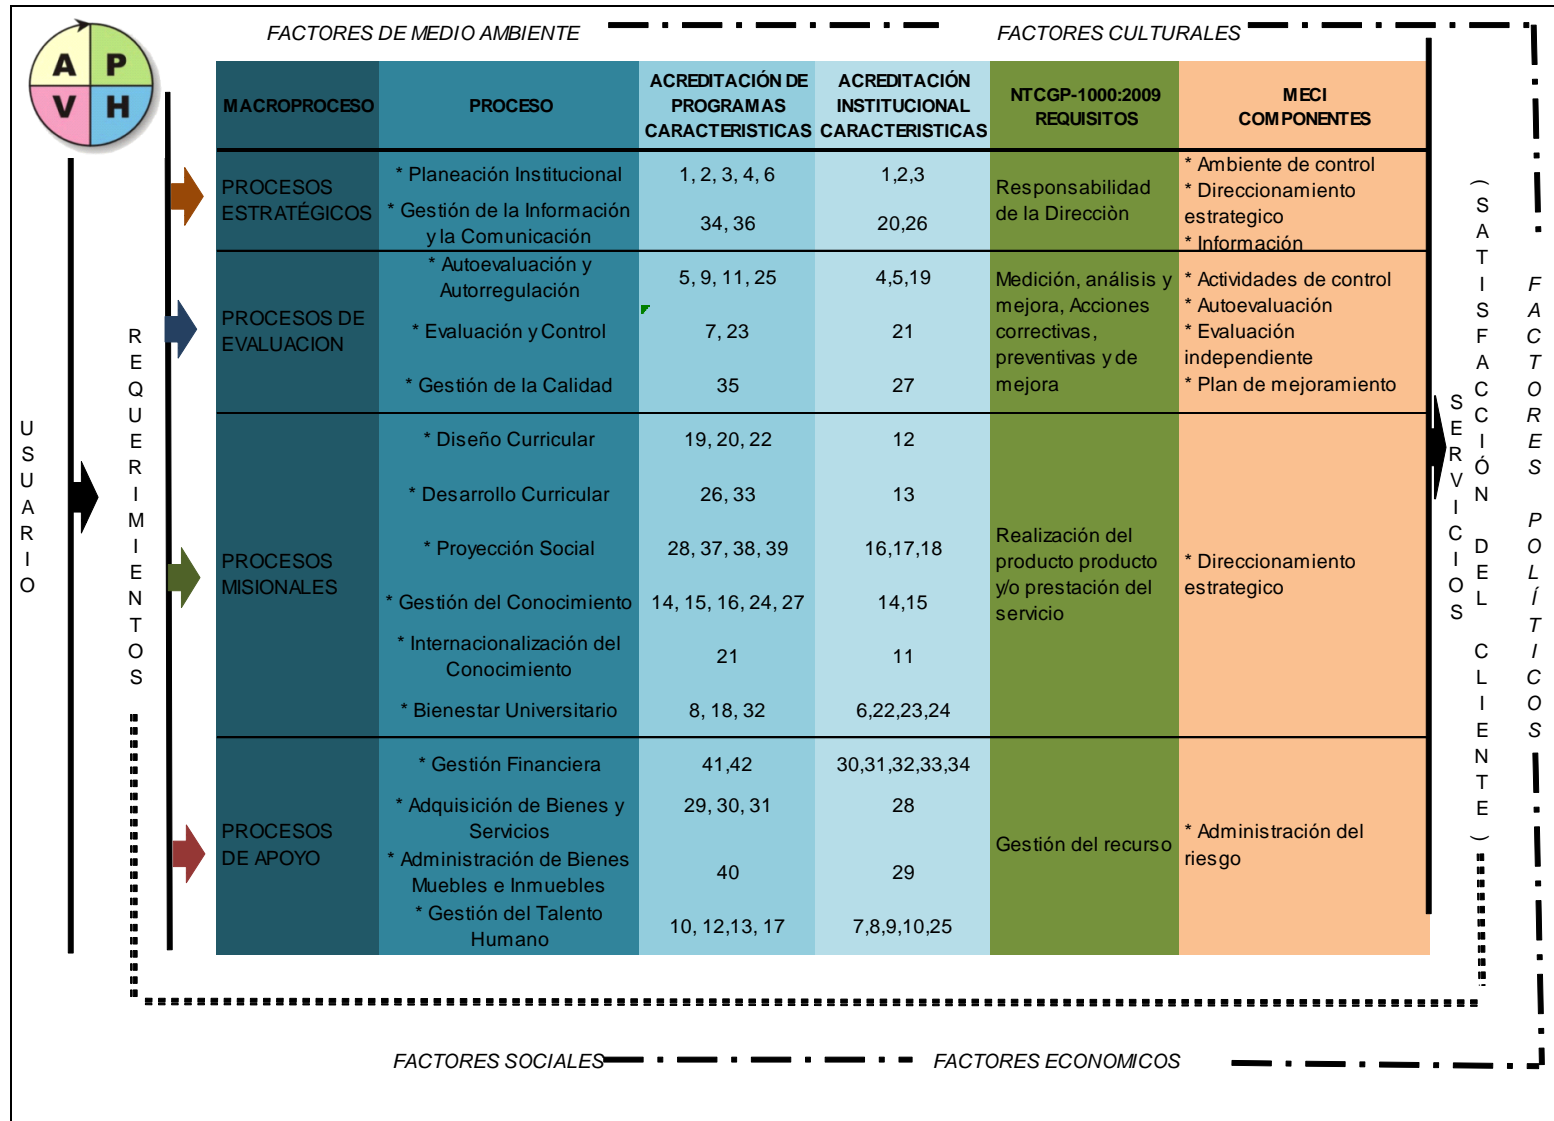 FACTORES DE MEDIO AMBIENTE
FACTORES CULTURALES
A P
V H
MACROPROCESO
PROCESO
ACREDITACIÓN DE
PROGRAMAS
CARACTERISTICAS
ACREDITACIÓN
INSTITUCIONAL
CARACTERISTICAS
NTCGP-1000:2009
REQUISITOS
MECI
COMPONENTES
PROCESOS
ESTRATÉGICOS
* Planeación Institucional
1, 2, 3, 4, 6
1,2,3
* Gestión de la Información
y la Comunicación
34, 36
20,26
Responsabilidad
de la Direcciòn
* Ambiente de control
* Direccionamiento
estrategico
* Información
PROCESOS DE
EVALUACION
* Autoevaluación y
Autorregulación
5, 9, 11, 25
4,5,19
* Evaluación y Control
7, 23
21
* Gestión de la Calidad
35
27
Medición, análisis y
mejora, Acciones
correctivas,
preventivas y de
mejora
* Actividades de control
* Autoevaluación
* Evaluación
independiente
* Plan de mejoramiento
PROCESOS
MISIONALES
* Diseño Curricular
19, 20, 22
12
* Desarrollo Curricular
26, 33
13
* Proyección Social
28, 37, 38, 39
16,17,18
* Gestión del Conocimiento
14, 15, 16, 24, 27
14,15
* Internacionalización del
Conocimiento
21
11
* Bienestar Universitario
8, 18, 32
6,22,23,24
Realización del
producto producto
y/o prestación del
servicio
* Direccionamiento
estrategico
PROCESOS
DE APOYO
* Gestión Financiera
41,42
30,31,32,33,34
* Adquisición de Bienes y
Servicios
29, 30, 31
28
* Administración de Bienes
Muebles e Inmuebles
40
29
* Gestión del Talento
Humano
10, 12,13, 17
7,8,9,10,25
Gestión del recurso
* Administración del
riesgo
USUARIO
REQUERIMIENTOS
SERVICIOS
(SATISFACCIÓN DEL CLIENTE)
FACTORES POLÍTICOS
FACTORES SOCIALES
FACTORES ECONOMICOS